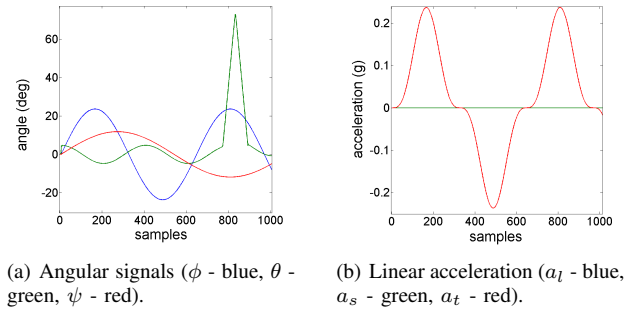 angle (deg)
60
40
20
0
-20
0 200 400 600 800 1000
samples
acceleration (g)
0.2
0.1
0
-0.1
-0.2
0 200 400 600 800 1000
samples
(a) Angular signals (ϕ - blue, θ -
green, ψ - red).
(b) Linear acceleration (a_l - blue,
a_s - green, a_t - red).